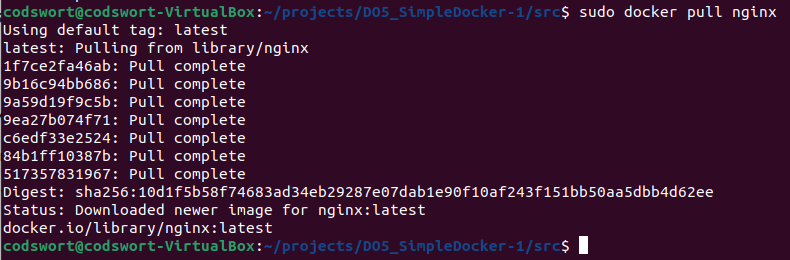 codswort@codswort-VirtualBox:~/projects/DO5_SimpleDocker-1/src$ sudo docker pull nginx
Using default tag: latest
latest: Pulling from library/nginx
1f7ce2fa46ab: Pull complete
9b16c94bb686: Pull complete
9a59d19f9c5b: Pull complete
9ea27b074f71: Pull complete
c6edf33e2524: Pull complete
84b1ff10387b: Pull complete
517357831967: Pull complete
Digest: sha256:10d1f5b58f74683ad34eb29287e07dab1e90f10af243f151bb50aa5dbb4d62ee
Status: Downloaded newer image for nginx:latest
docker.io/library/nginx:latest
codswort@codswort-VirtualBox:~/projects/DO5_SimpleDocker-1/src$